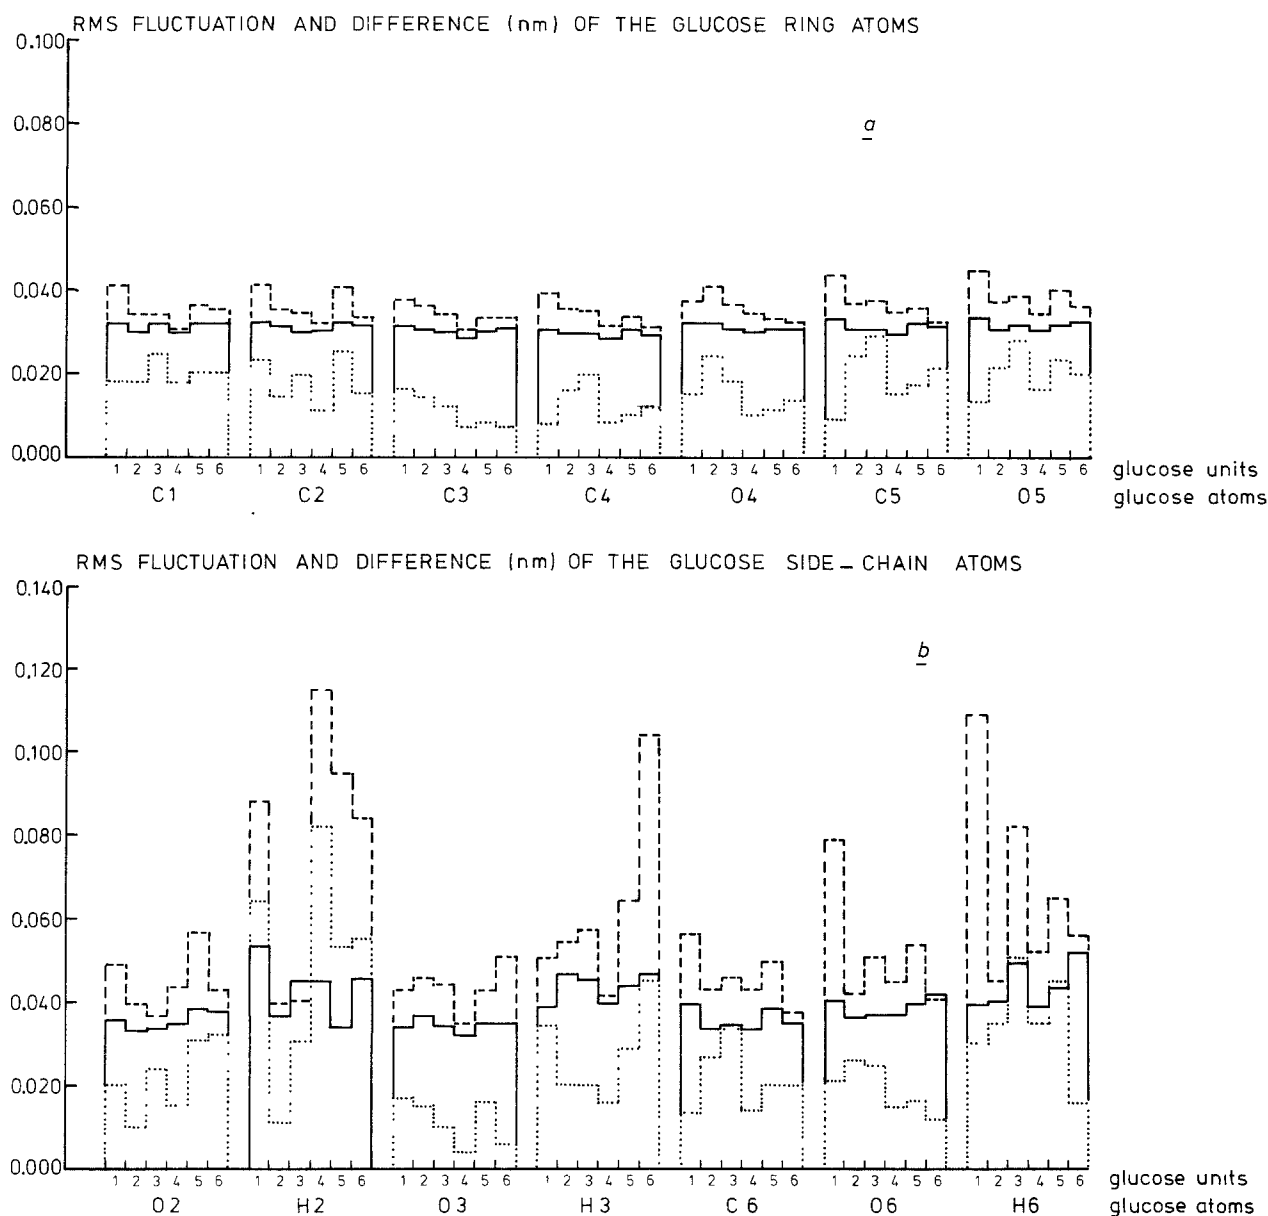 RMS FLUCTUATION AND DIFFERENCE (nm) OF THE GLUCOSE RING ATOMS
0.100
0.080
a
0.060
0.040
0.020
0.000
1 2 3 4 5 6 1 2 3 4 5 6 1 2 3 4 5 6 1 2 3 4 5 6 1 2 3 4 5 6 1 2 3 4 5 6 1 2 3 4 5 6 glucose units
C1 C2 C3 C4 O4 C5 O5 glucose atoms
RMS FLUCTUATION AND DIFFERENCE (nm) OF THE GLUCOSE SIDE – CHAIN ATOMS
0.140
b
0.120
0.100
0.080
0.060
0.040
0.020
0.000
1 2 3 4 5 6 1 2 3 4 5 6 1 2 3 4 5 6 1 2 3 4 5 6 1 2 3 4 5 6 1 2 3 4 5 6 1 2 3 4 5 6 glucose units
O2 H2 O3 H3 C6 O6 H6 glucose atoms